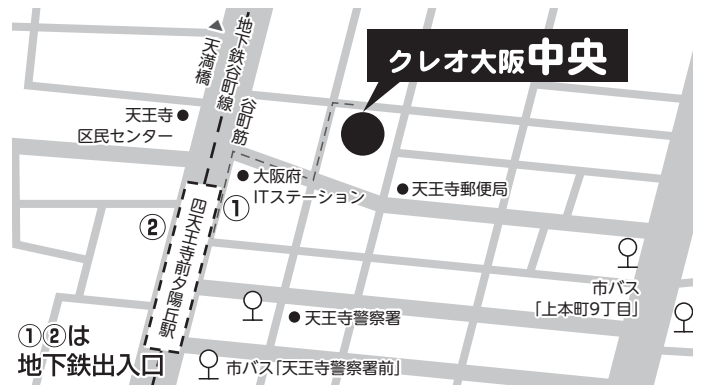 クレオ大阪中央
▲天満橋
地下鉄谷町線
谷町筋
天王寺●
区民センター
●大阪府
ITステーション
●天王寺郵便局
①
②
四天王寺前夕陽丘駅
市バス
「上本町9丁目」
●天王寺警察署
①②は
地下鉄出入口
市バス「天王寺警察署前」